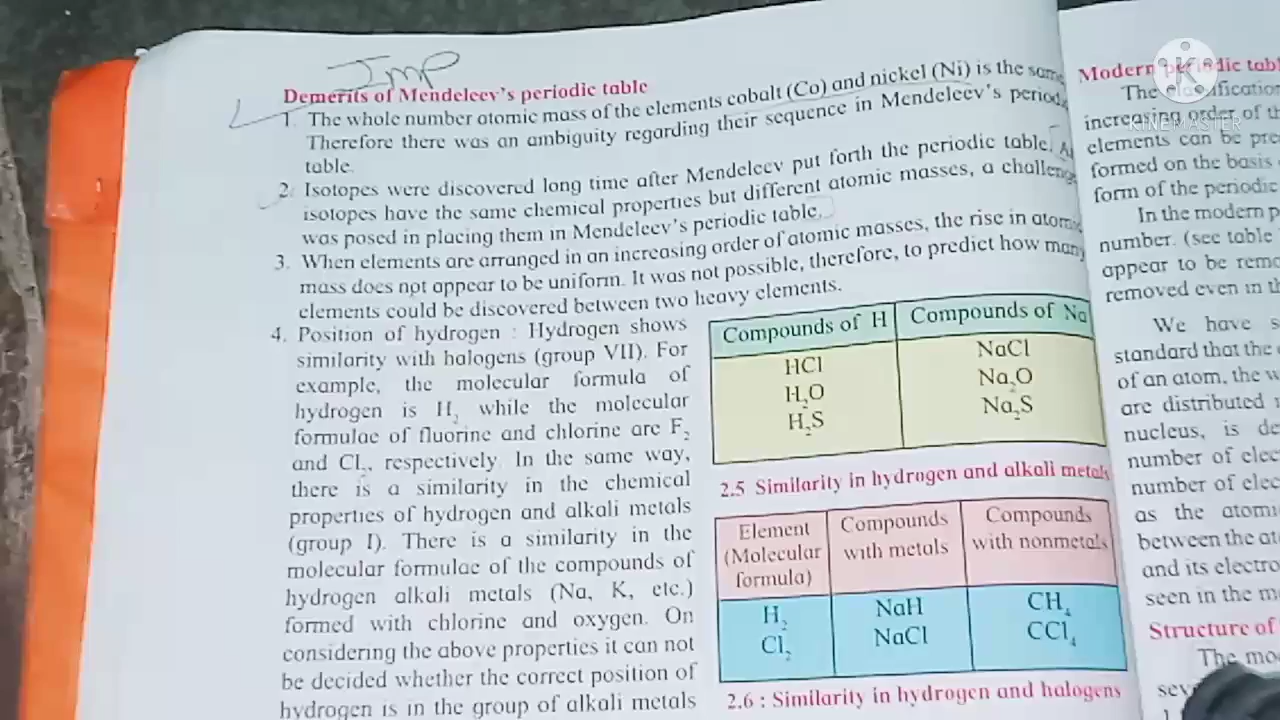 Imp
Demerits of Mendeleev's periodic table
1. The whole number atomic mass of the elements cobalt (Co) and nickel (Ni) is the same
Therefore there was an ambiguity regarding their sequence in Mendeleev's
table.
2. Isotopes were discovered long time after Mendeleev put forth the periodic table.
isotopes have the same chemical properties but different atomic masses, a
was posed in placing them in Mendeleev's periodic table.
3. When elements are arranged in an increasing order of atomic masses, the rise in
mass does not appear to be uniform. It was not possible, therefore, to predict how many
elements could be discovered between two heavy elements.
4. Position of hydrogen : Hydrogen shows
similarity with halogens (group VII). For
example, the molecular formula of
hydrogen is H₂ while the molecular
formulae of fluorine and chlorine are F₂
and Cl₂, respectively. In the same way,
there is a similarity in the chemical
properties of hydrogen and alkali metals
(group I). There is a similarity in the
molecular formulae of the compounds of
hydrogen alkali metals (Na, K, etc.)
formed with chlorine and oxygen. On
considering the above properties it can not
be decided whether the correct position of
hydrogen is in the group of alkali metals
Compounds of H Compounds of Na
HCl NaCl
H₂O Na₂O
H₂S Na₂S
2.5 Similarity in hydrogen and alkali metals
Element Compounds Compounds
(Molecular with metals with nonmetals
formula)
H₂ NaH CH₄
Cl₂ NaCl CCl₄
2.6 : Similarity in hydrogen and halogens
Modern periodic
The
increasing order of
elements can be
formed on the basis
form of the periodic
In the modern
number. (see table
appear to be
removed even in
We have
standard that the
of an atom, the
are distributed
nucleus, is
number of
number of
as the
between the
and its
seen in the
Structure of
The
K
KINEMASTER